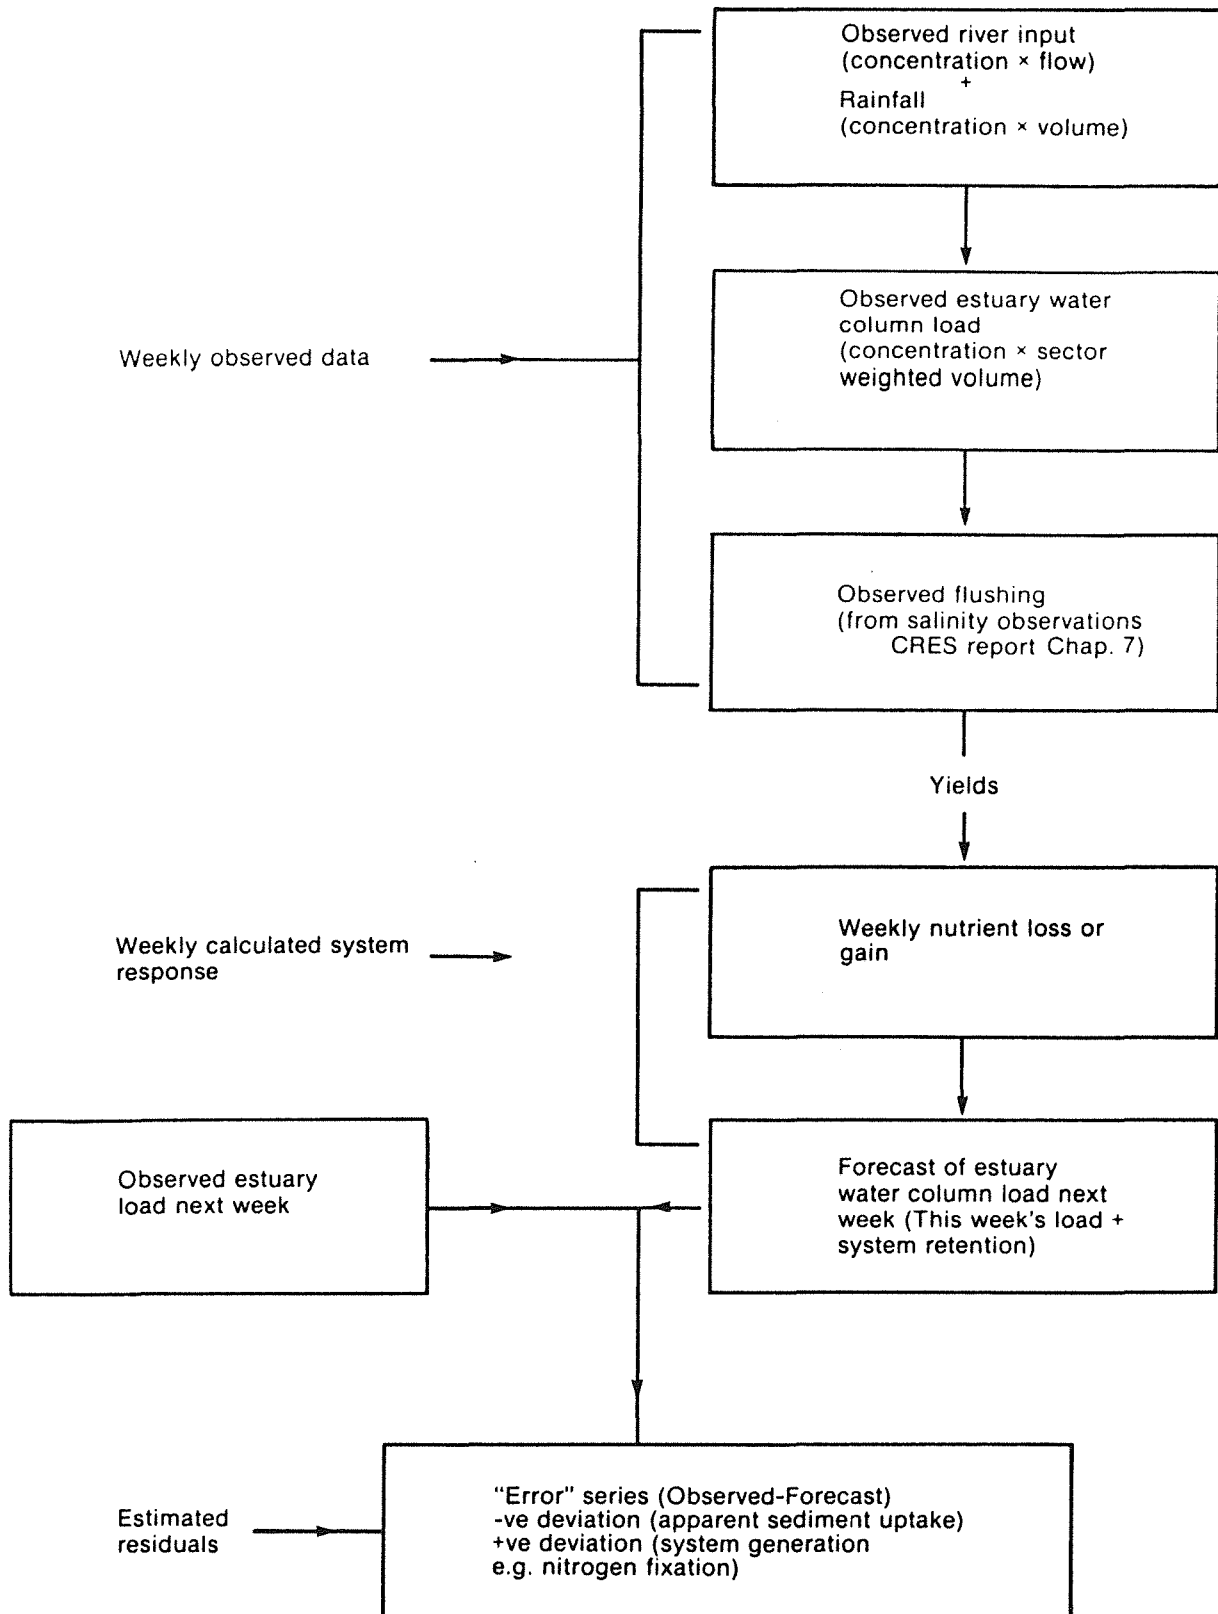 Observed river input
(concentration × flow)
+
Rainfall
(concentration × volume)
Observed estuary water
column load
(concentration × sector
weighted volume)
Weekly observed data
Observed flushing
(from salinity observations
CRES report Chap. 7)
Yields
Weekly nutrient loss or
gain
Weekly calculated system
response
Observed estuary
load next week
Forecast of estuary
water column load next
week (This week's load +
system retention)
Estimated
residuals
"Error" series (Observed-Forecast)
-ve deviation (apparent sediment uptake)
+ve deviation (system generation
e.g. nitrogen fixation)